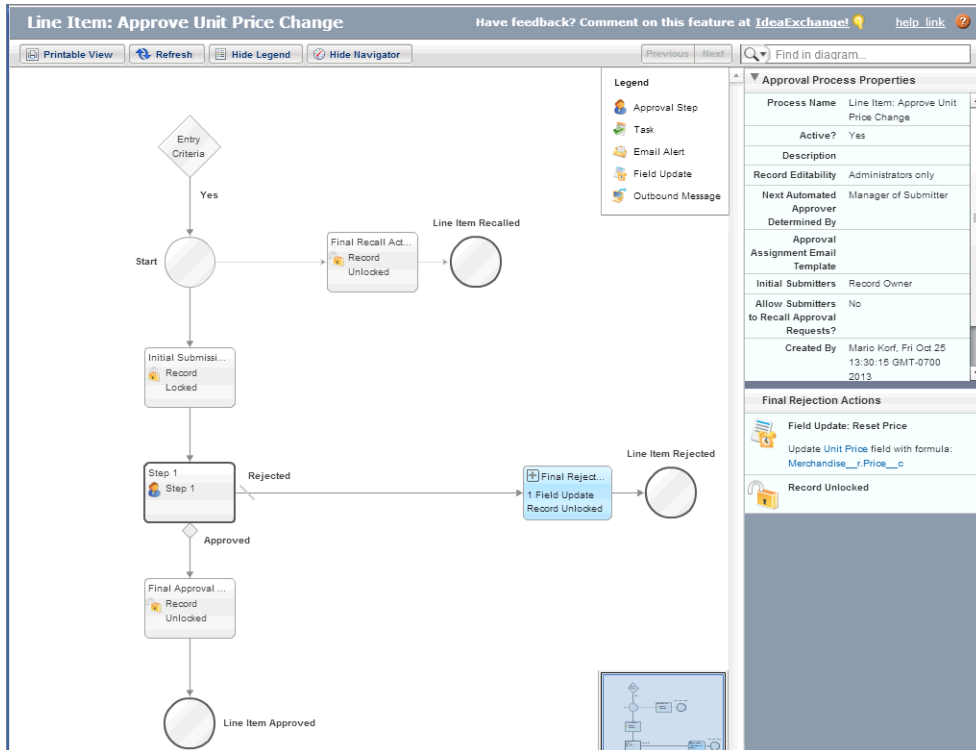 Line Item: Approve Unit Price Change
Have feedback? Comment on this feature at IdeaExchange!
help link
Printable View
Refresh
Hide Legend
Hide Navigator
Previous
Next
Find in diagram...
Entry
Criteria
Yes
Start
Final Recall Act...
Record
Unlocked
Line Item Recalled
Initial Submissi...
Record
Locked
Step 1
Step 1
Rejected
Final Reject...
1 Field Update
Record Unlocked
Line Item Rejected
Approved
Final Approval ...
Record
Unlocked
Line Item Approved
Legend
Approval Step
Task
Email Alert
Field Update
Outbound Message
Approval Process Properties
Process Name Line Item: Approve Unit
Price Change
Active? Yes
Description
Record Editability Administrators only
Next Automated Manager of Submitter
Approver
Determined By
Approval
Assignment Email
Template
Initial Submitters Record Owner
Allow Submitters No
to Recall Approval
Requests?
Created By Mario Korf, Fri Oct 25
13:30:15 GMT-0700
2013
Final Rejection Actions
Field Update: Reset Price
Update Unit Price field with formula:
Merchandise__r.Price__c
Record Unlocked